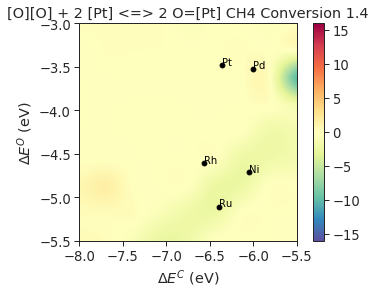 [O][O] + 2 [Pt] <=> 2 O=[Pt] CH4 Conversion 1.4
−3.0
−3.5
−4.0
−4.5
−5.0
−5.5
ΔE^O (eV)
Pt
Pd
Rh
Ni
Ru
−8.0 −7.5 −7.0 −6.5 −6.0 −5.5
ΔE^C (eV)
15
10
5
0
−5
−10
−15